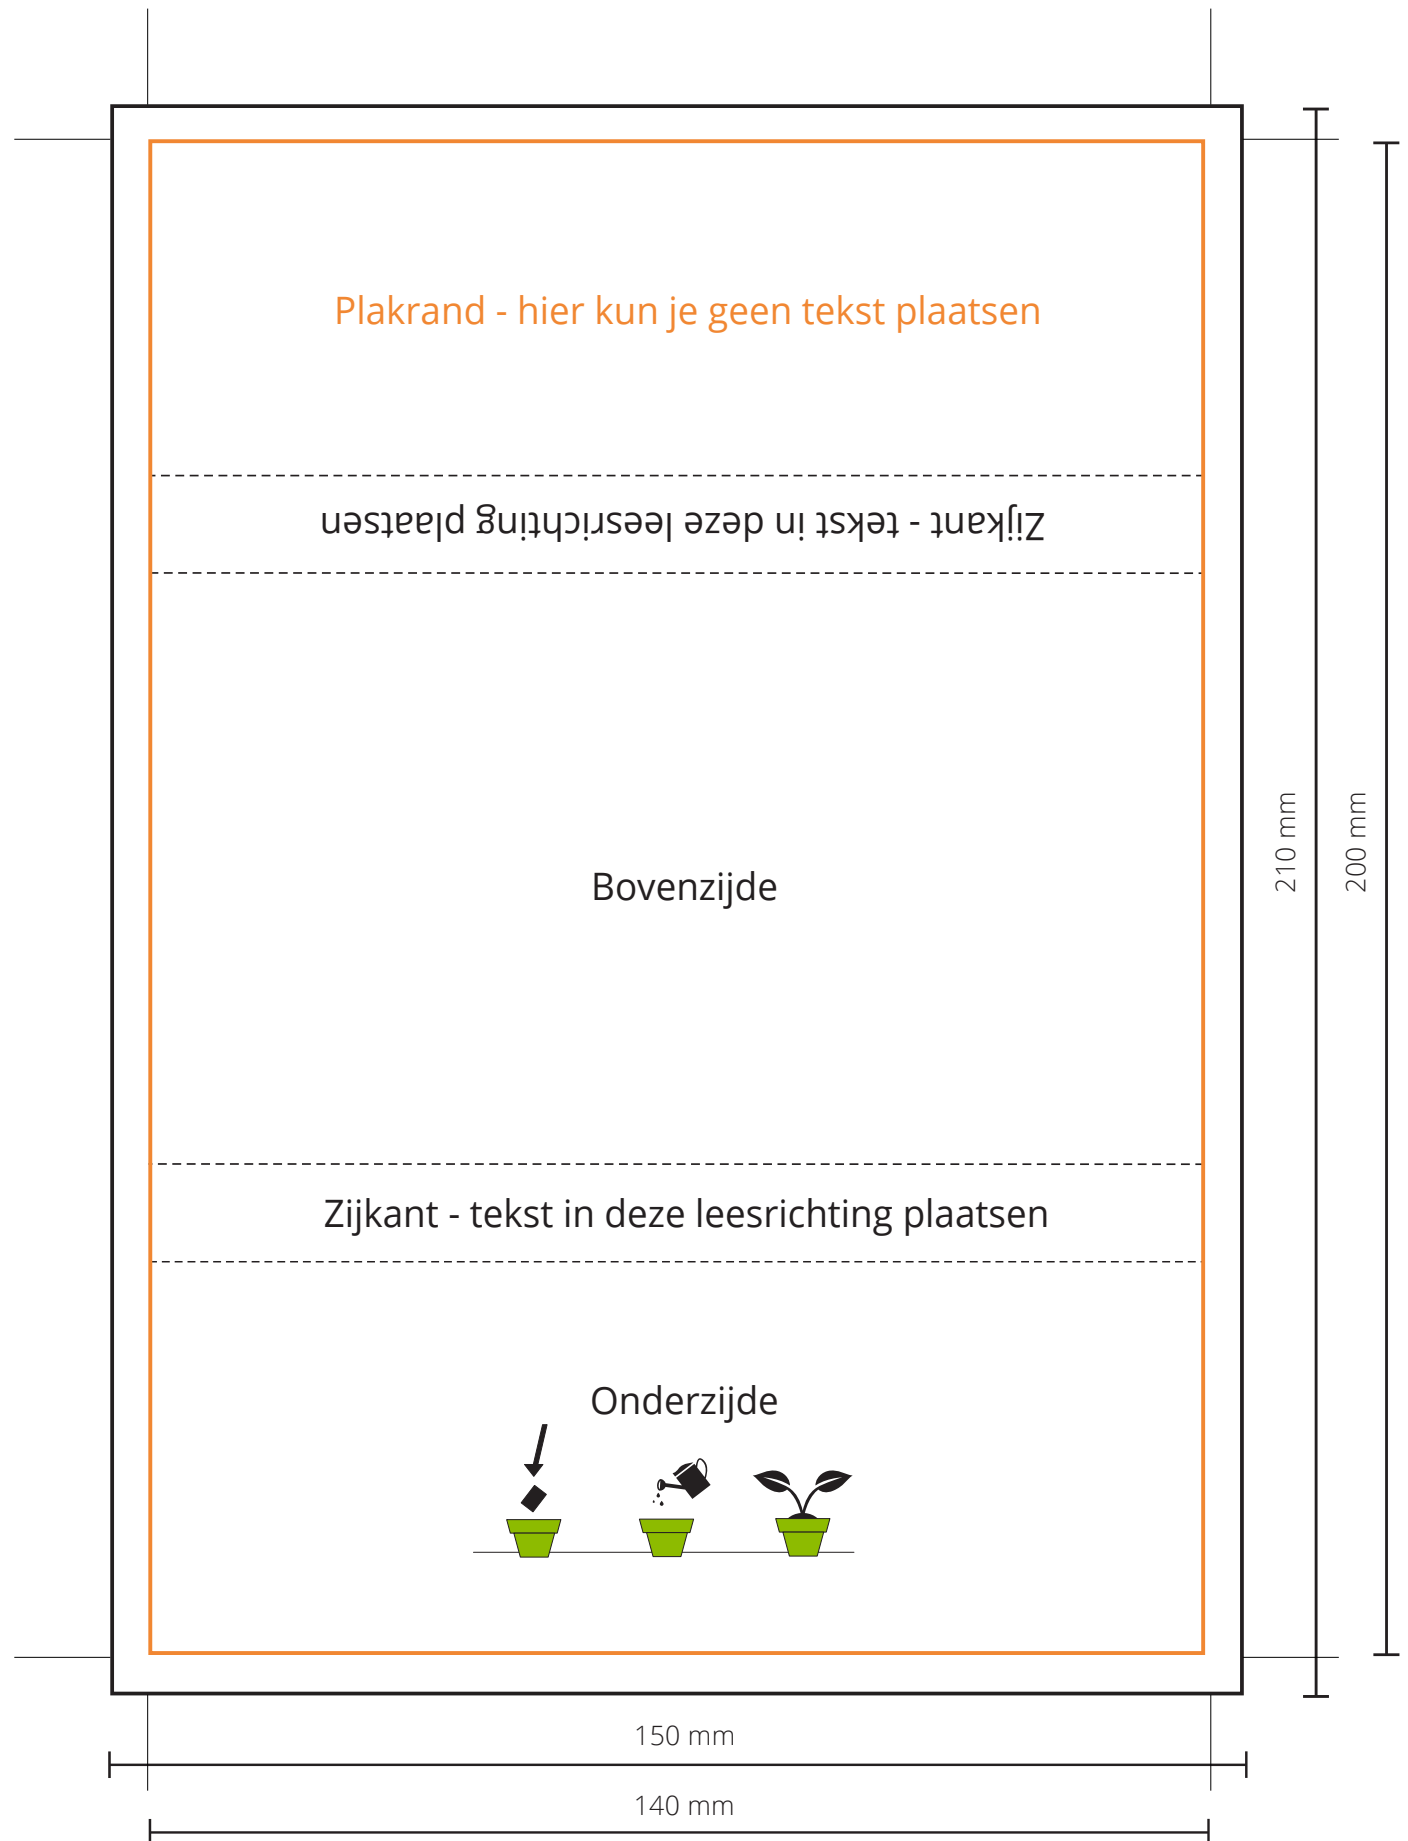 Plakrand - hier kun je geen tekst plaatsen
Zijkant - tekst in deze leesrichting plaatsen
Bovenzijde
210 mm
200 mm
Zijkant - tekst in deze leesrichting plaatsen
Onderzijde
150 mm
140 mm